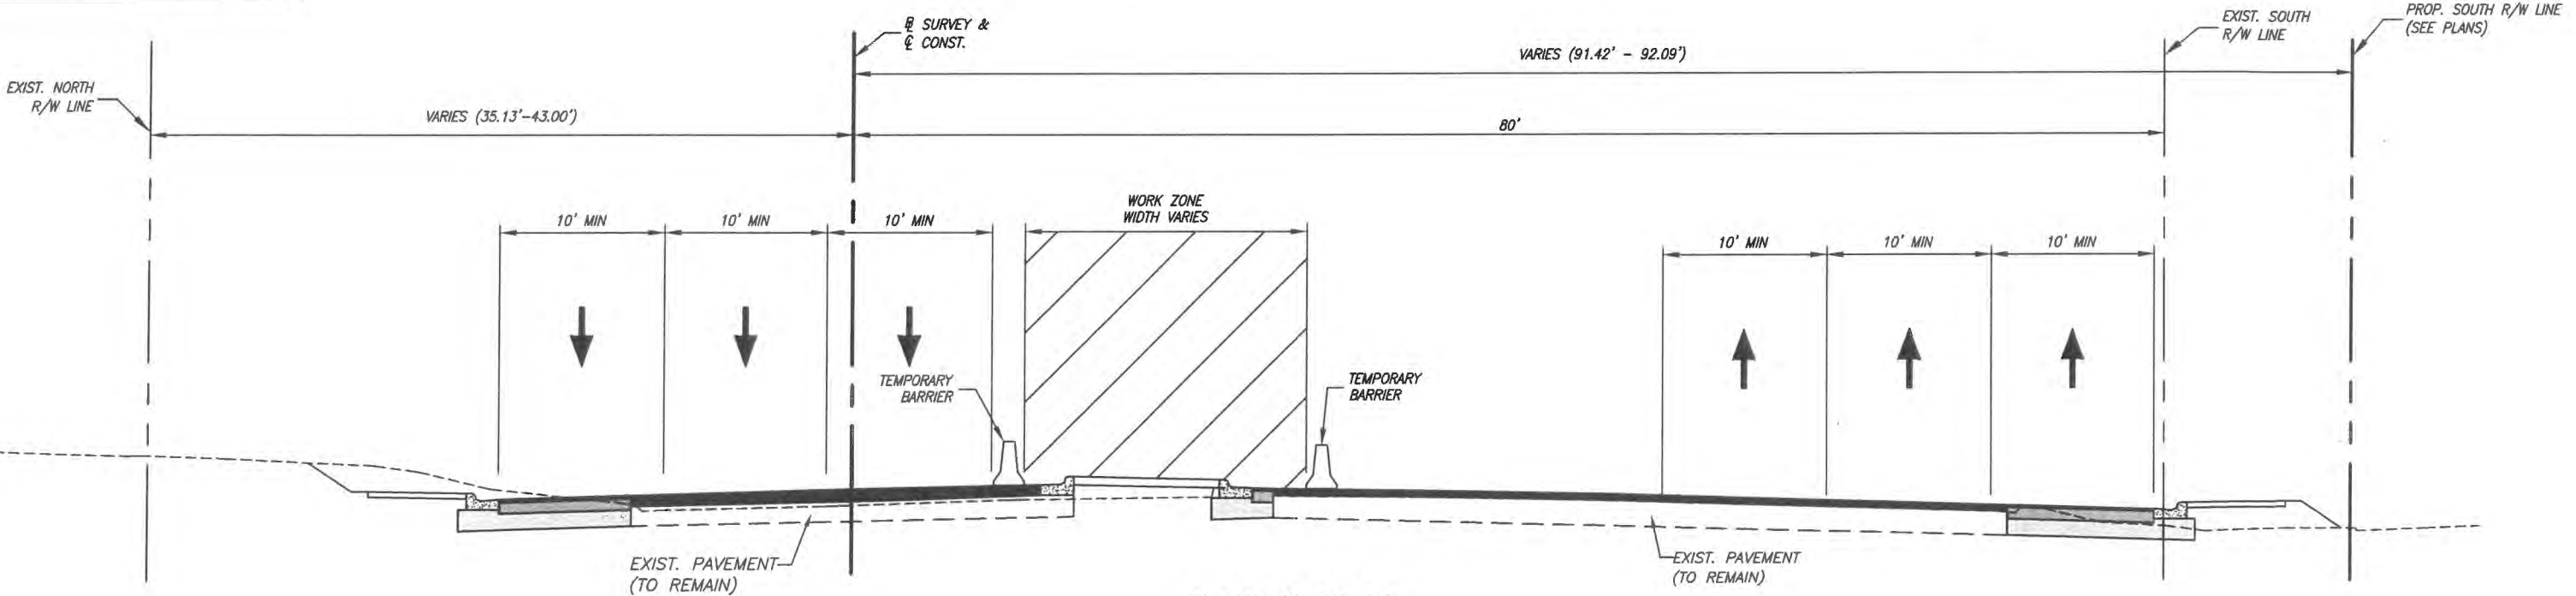 PROP. SOUTH R/W LINE
(SEE PLANS)
EXIST. SOUTH
R/W LINE
℄ SURVEY &
℄ CONST.
VARIES (91.42' - 92.09')
EXIST. NORTH
R/W LINE
VARIES (35.13'-43.00')
80'
WORK ZONE
WIDTH VARIES
10' MIN
10' MIN
10' MIN
10' MIN
10' MIN
10' MIN
TEMPORARY
BARRIER
TEMPORARY
BARRIER
EXIST. PAVEMENT
(TO REMAIN)
EXIST. PAVEMENT
(TO REMAIN)